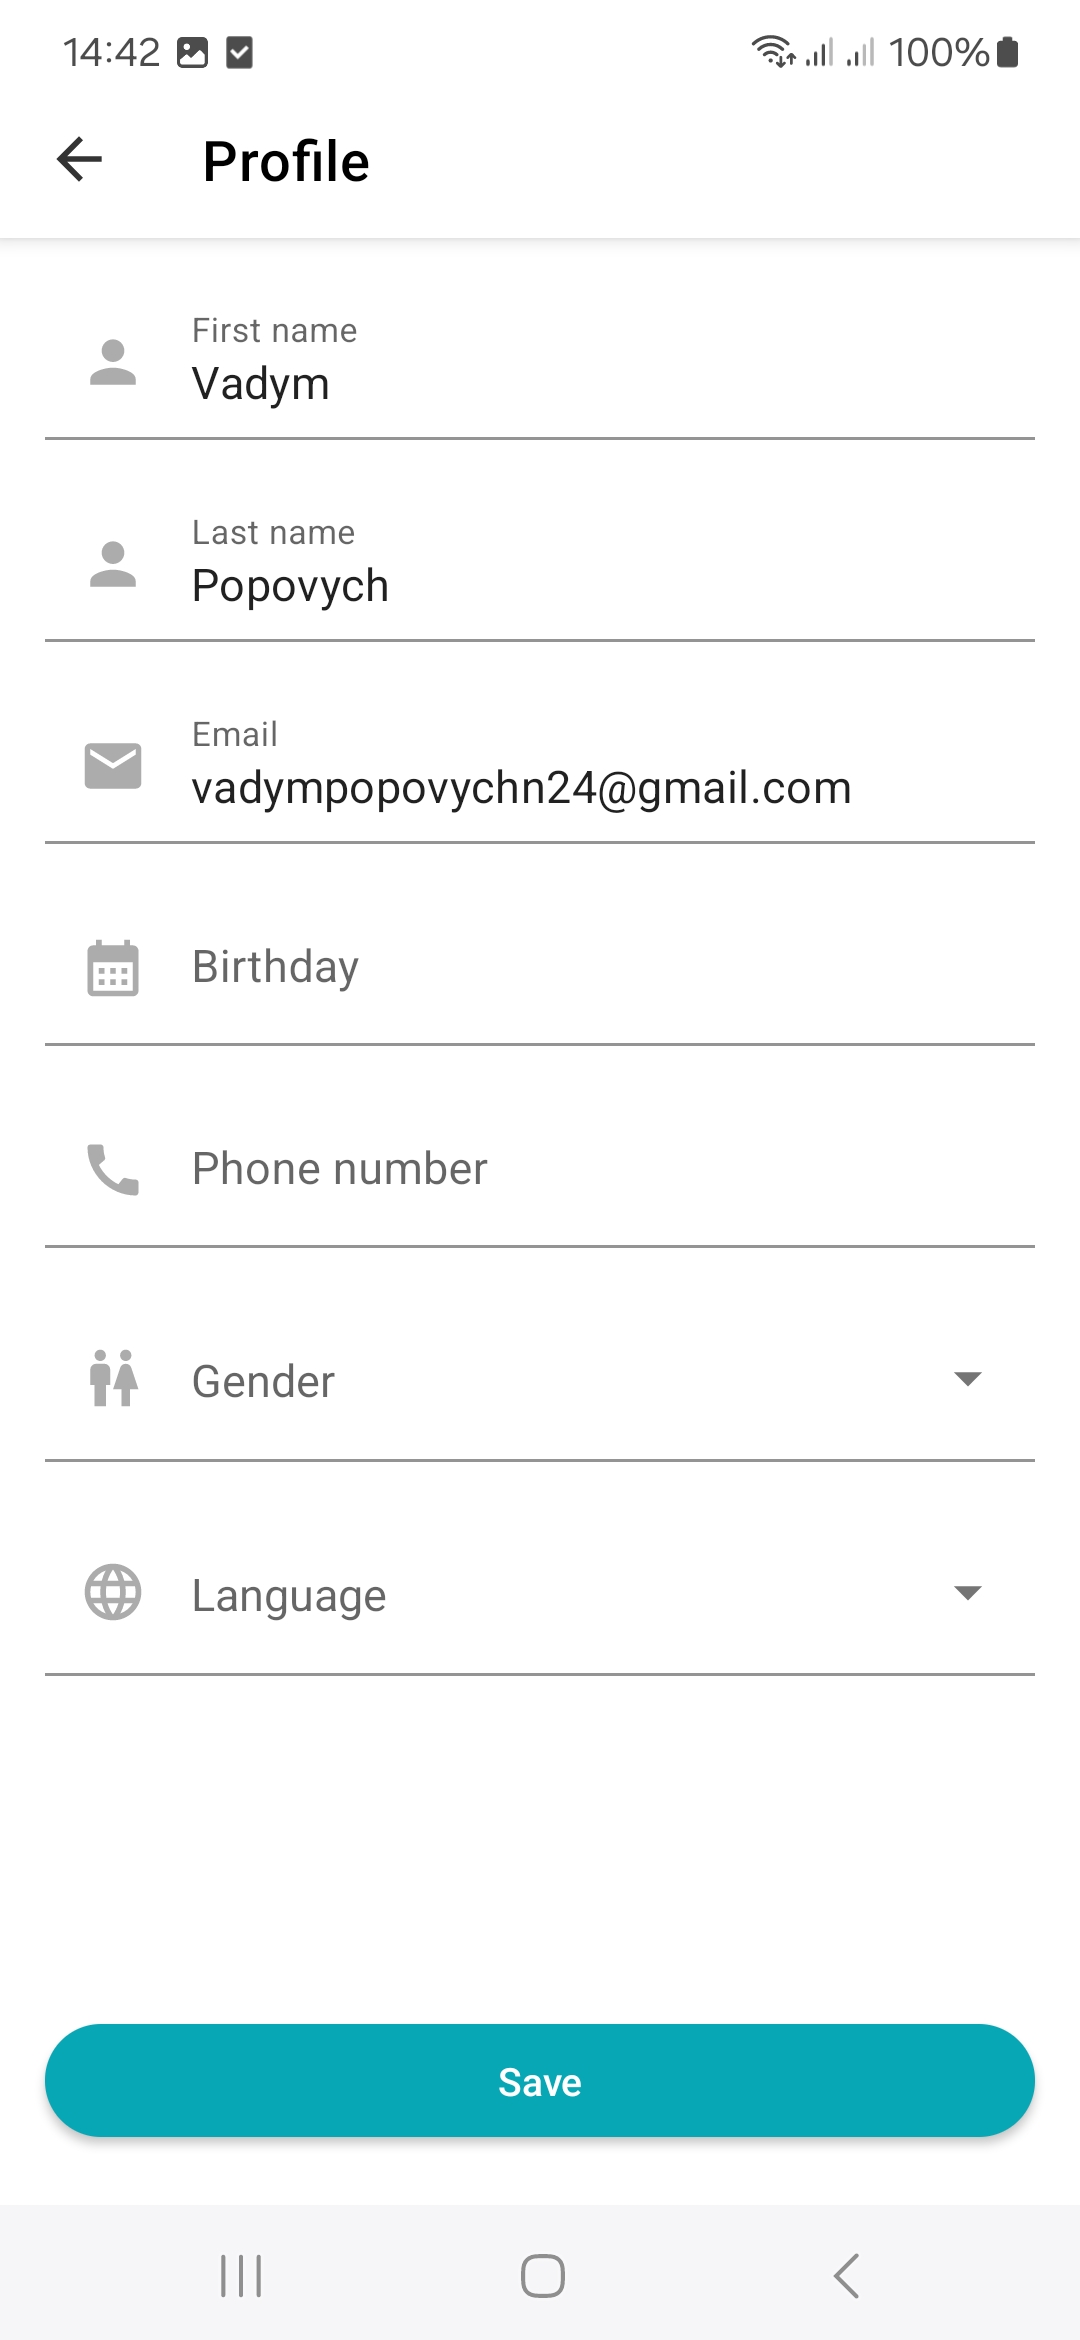 14:42 100%
Profile
First name
Vadym
Last name
Popovych
Email
vadympopovychn24@gmail.com
Birthday
Phone number
Gender
Language
Save